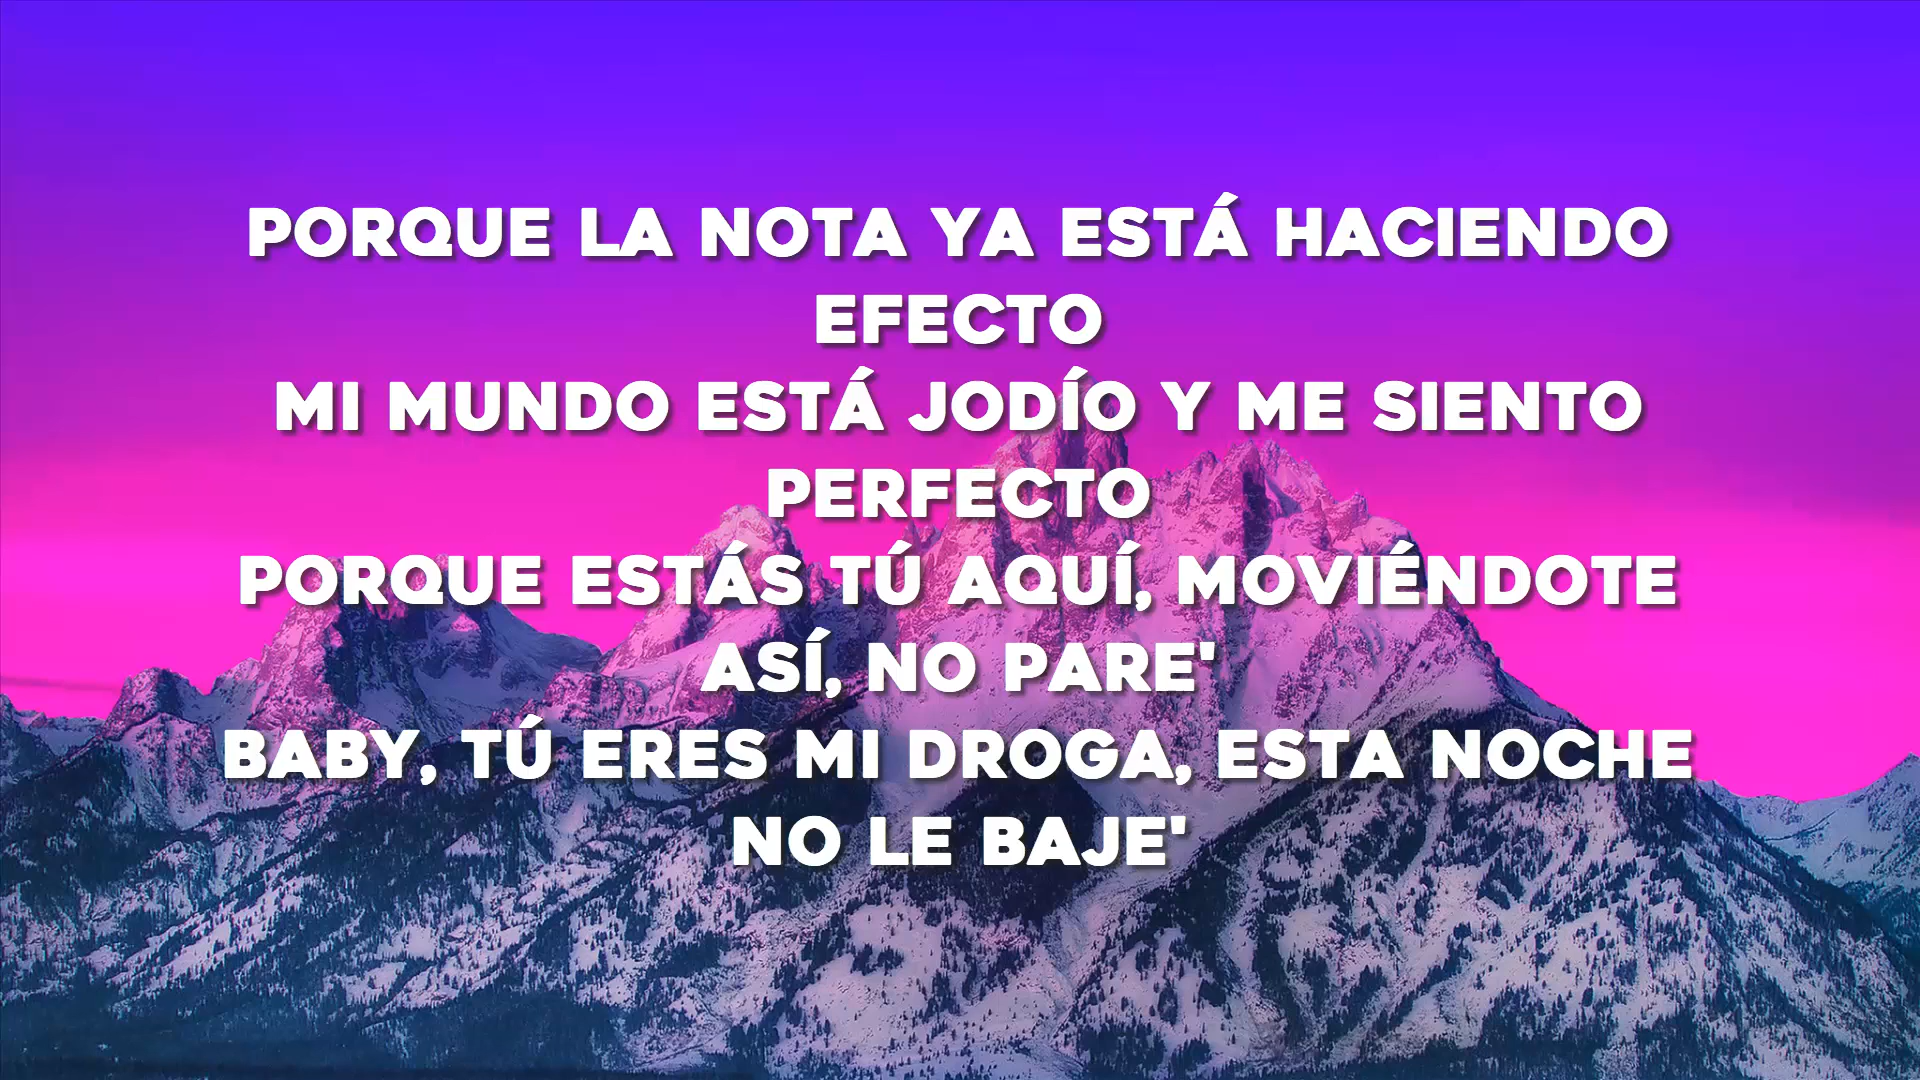 PORQUE LA NOTA YA ESTÁ HACIENDO
EFECTO
MI MUNDO ESTÁ JODÍO Y ME SIENTO
PERFECTO
PORQUE ESTÁS TÚ AQUÍ, MOVIÉNDOTE
ASÍ, NO PARE'
BABY, TÚ ERES MI DROGA, ESTA NOCHE
NO LE BAJE'